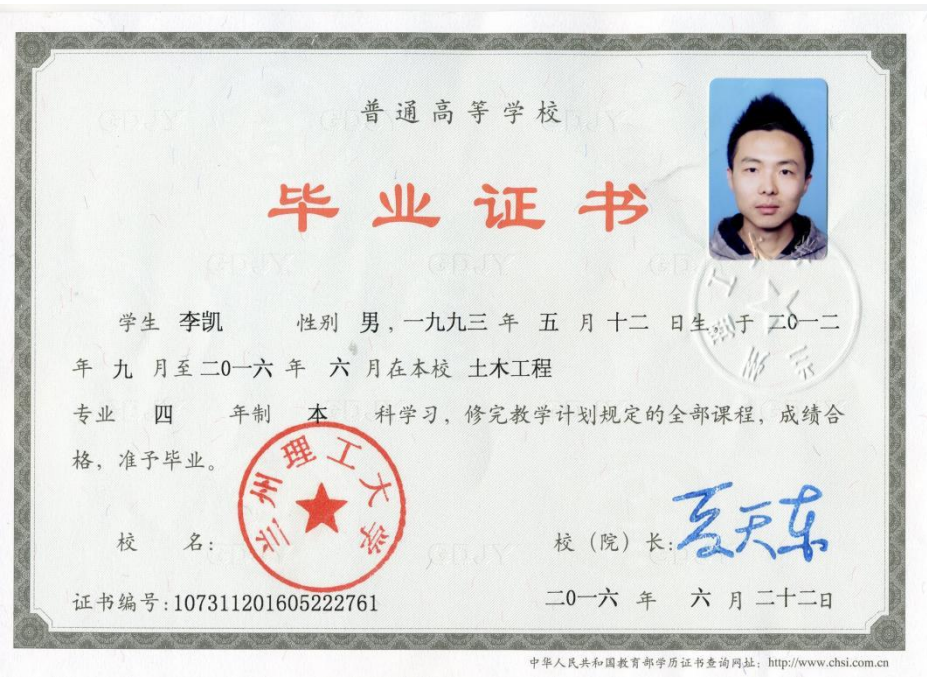 普通高等学校
毕业证书
学生 李凯 性别 男，一九九三 年 五 月 十二 日生，于 二0一二
年 九 月至 二0一六 年 六 月在本校 土木工程
专业 四 年制 本 科学习，修完教学计划规定的全部课程，成绩合
格，准予毕业。
兰州理工大学
校 名： 校（院）长：夏天东
证书编号:107311201605222761 二0一六 年 六 月 二十二日
中华人民共和国教育部学历证书查询网址：http://www.chsi.com.cn